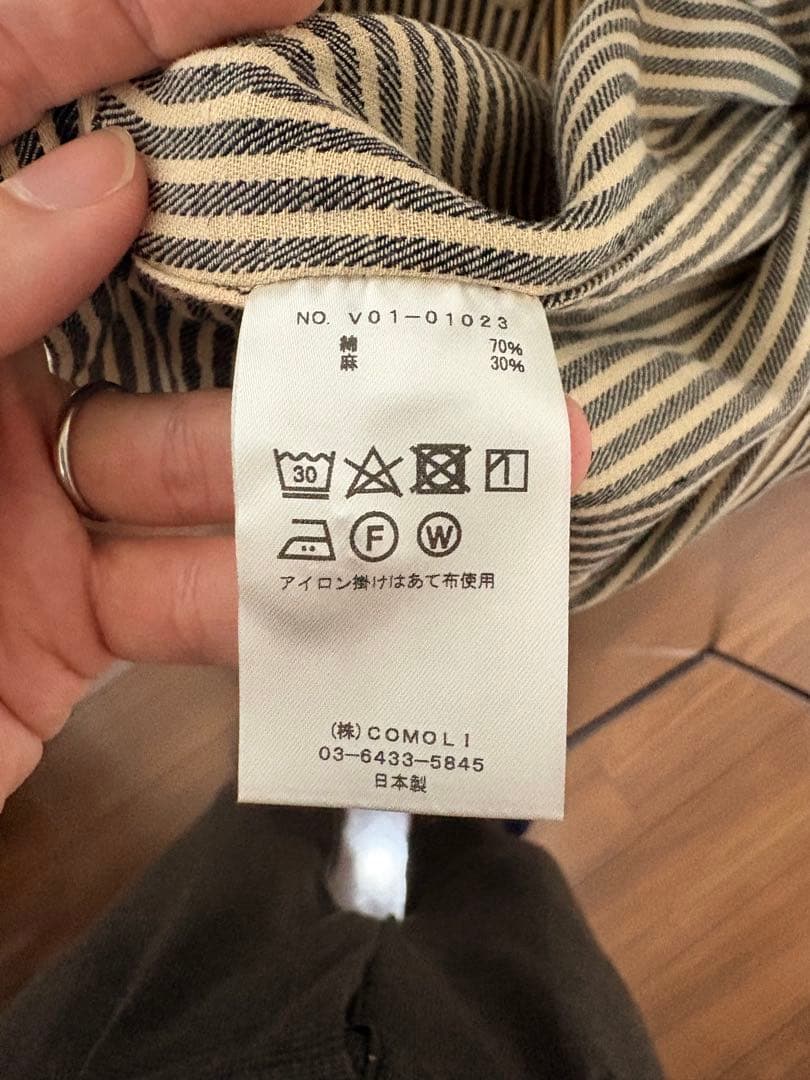 NO. V01-01023
綿 70%
麻 30%
30
F W
アイロン掛けはあて布使用
(株)COMOLI
03-6433-5845
日本製